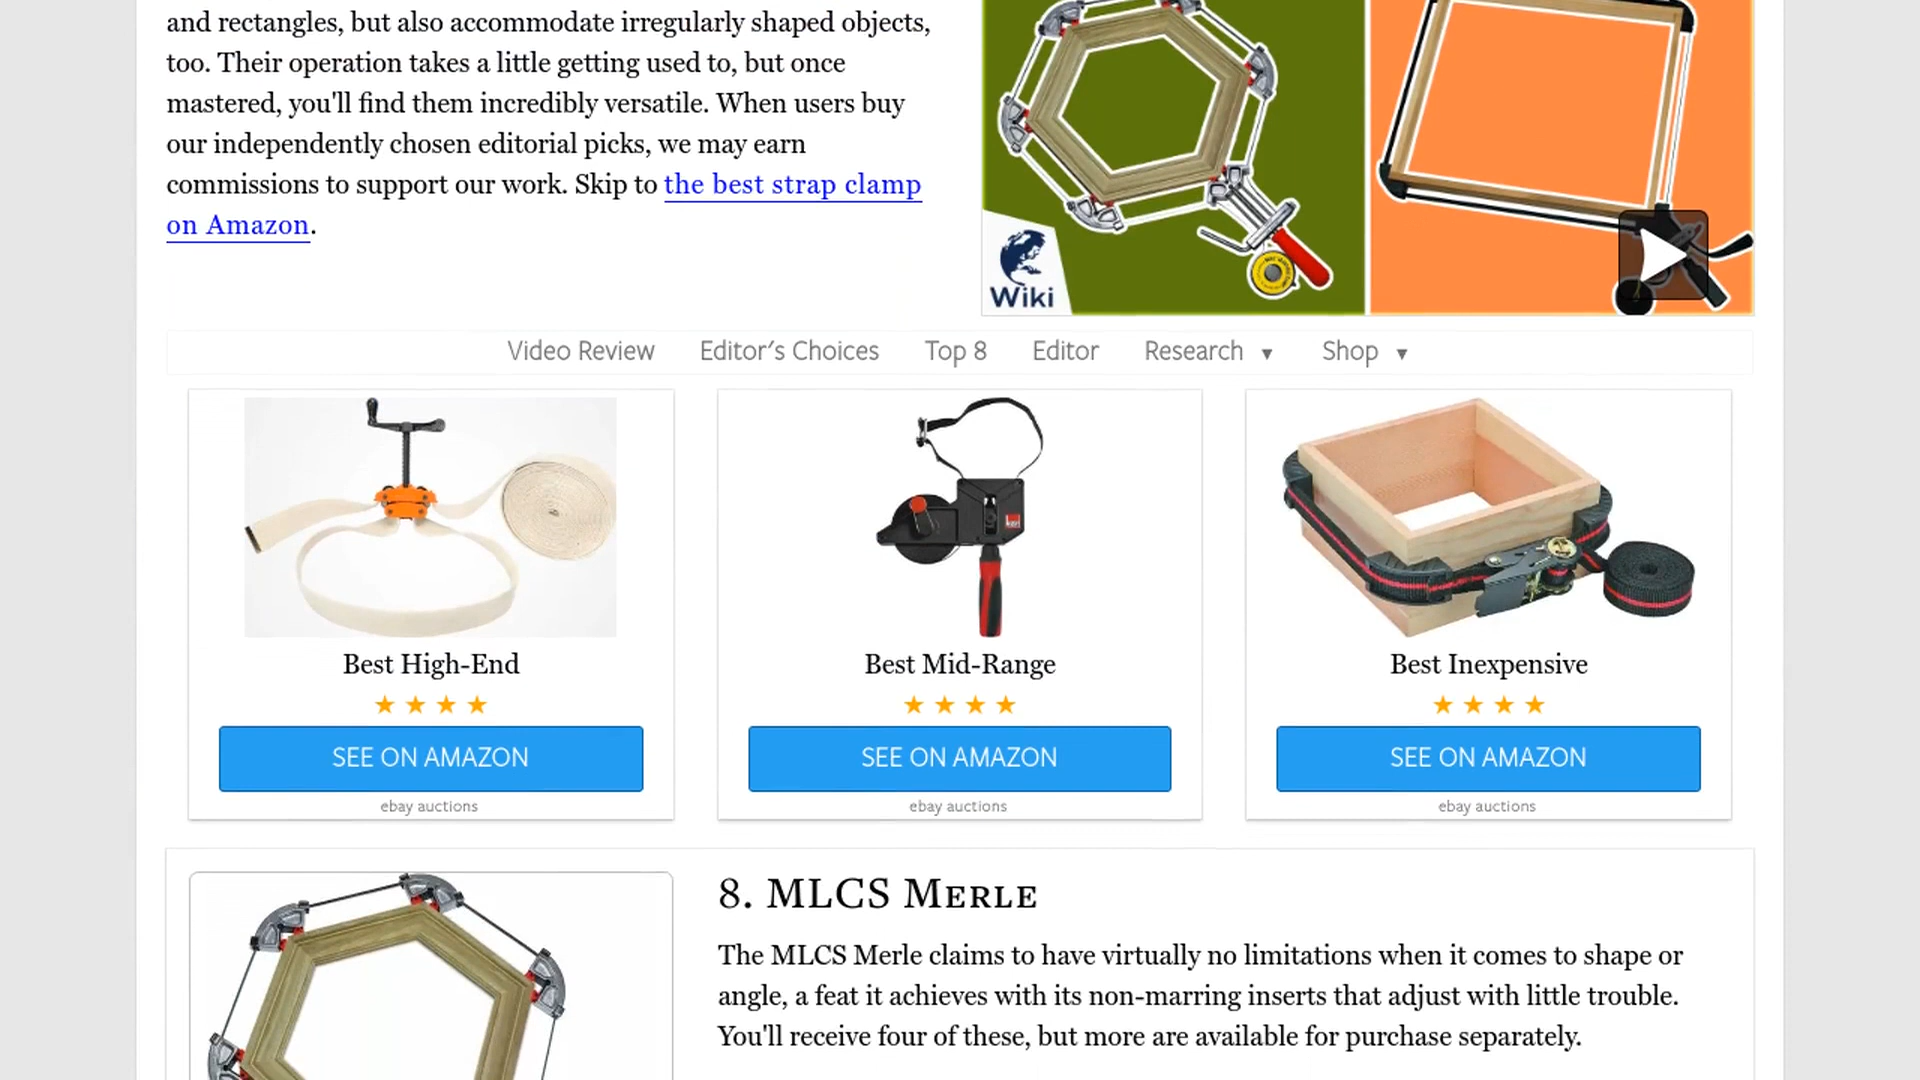 and rectangles, but also accommodate irregularly shaped objects,
too. Their operation takes a little getting used to, but once
mastered, you'll find them incredibly versatile. When users buy
our independently chosen editorial picks, we may earn
commissions to support our work. Skip to the best strap clamp
on Amazon.
Wiki
Video Review Editor's Choices Top 8 Editor Research ▼ Shop ▼
Best High-End
★ ★ ★ ★
SEE ON AMAZON
ebay auctions
Best Mid-Range
★ ★ ★ ★
SEE ON AMAZON
ebay auctions
Best Inexpensive
★ ★ ★ ★
SEE ON AMAZON
ebay auctions
8. MLCS MERLE
The MLCS Merle claims to have virtually no limitations when it comes to shape or
angle, a feat it achieves with its non-marring inserts that adjust with little trouble.
You'll receive four of these, but more are available for purchase separately.